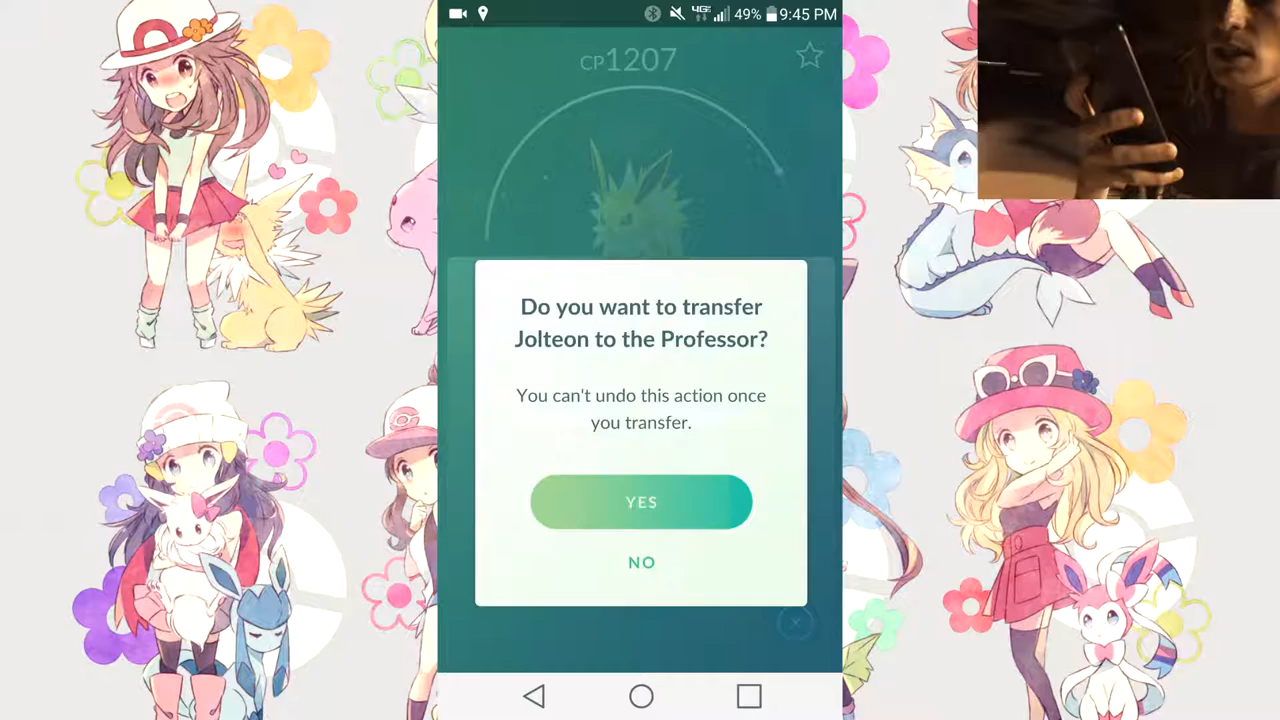 4G
49% 9:45 PM
CP1207
Do you want to transfer
Jolteon to the Professor?
You can't undo this action once
you transfer.
YES
NO